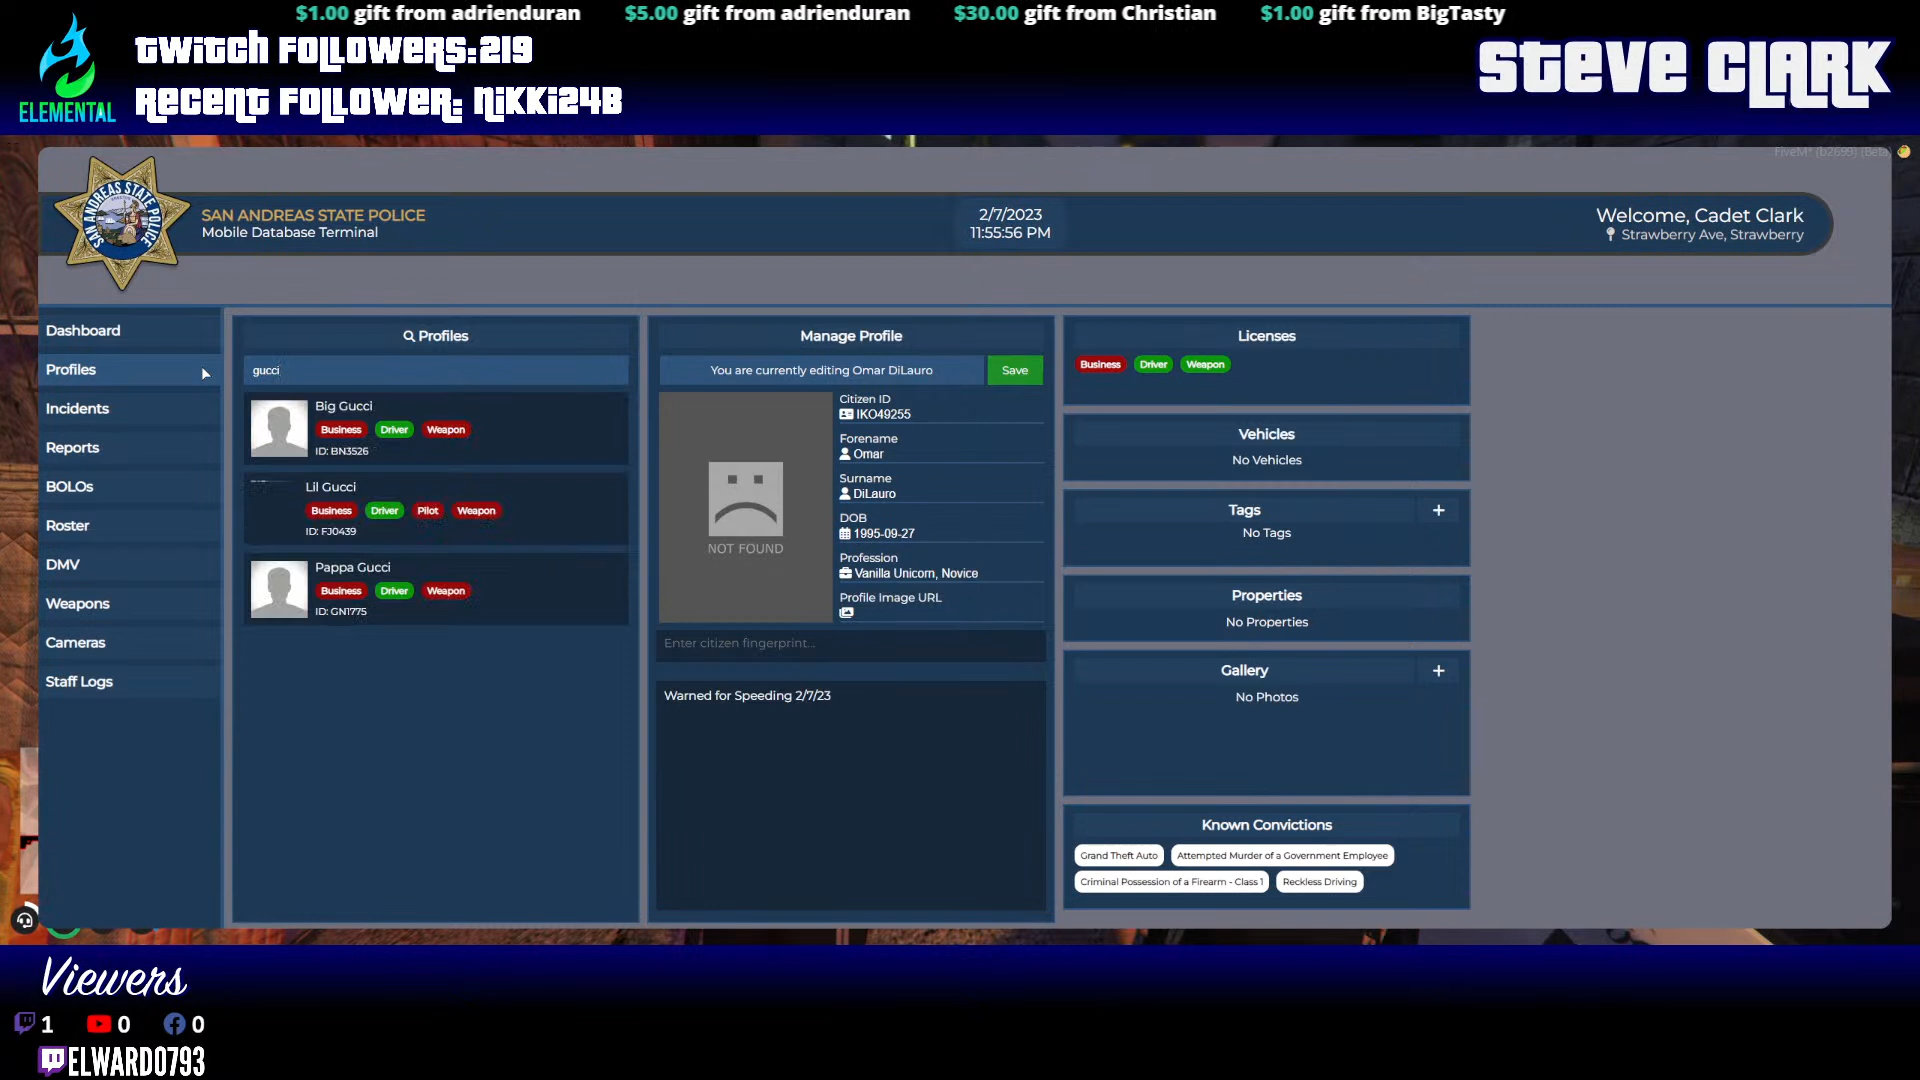 $1.00 gift from adrienduran $5.00 gift from adrienduran $30.00 gift from Christian $1.00 gift from BigTasty
ELEMENTAL
Twitch Followers:219
Recent Follower: Nikki24B
Steve Clark
FiveM* (b2699) (Beta)
SAN ANDREAS STATE POLICE
SAN ANDREAS STATE POLICE
Mobile Database Terminal
2/7/2023
11:55:56 PM
Welcome, Cadet Clark
Strawberry Ave, Strawberry
Dashboard
Profiles
Incidents
Reports
BOLOs
Roster
DMV
Weapons
Cameras
Staff Logs
Profiles
gucci
Big Gucci
Business Driver Weapon
ID: BN3526
Lil Gucci
Business Driver Pilot Weapon
ID: FJ0439
Pappa Gucci
Business Driver Weapon
ID: GN1775
Manage Profile
You are currently editing Omar DiLauro
Save
NOT FOUND
Citizen ID
IKO49255
Forename
Omar
Surname
DiLauro
DOB
1995-09-27
Profession
Vanilla Unicorn, Novice
Profile Image URL
Enter citizen fingerprint...
Warned for Speeding 2/7/23
Licenses
Business Driver Weapon
Vehicles
No Vehicles
Tags +
No Tags
Properties
No Properties
Gallery +
No Photos
Known Convictions
Grand Theft Auto Attempted Murder of a Government Employee
Criminal Possession of a Firearm - Class 1 Reckless Driving
Viewers
1 0 0
ELWARDO793